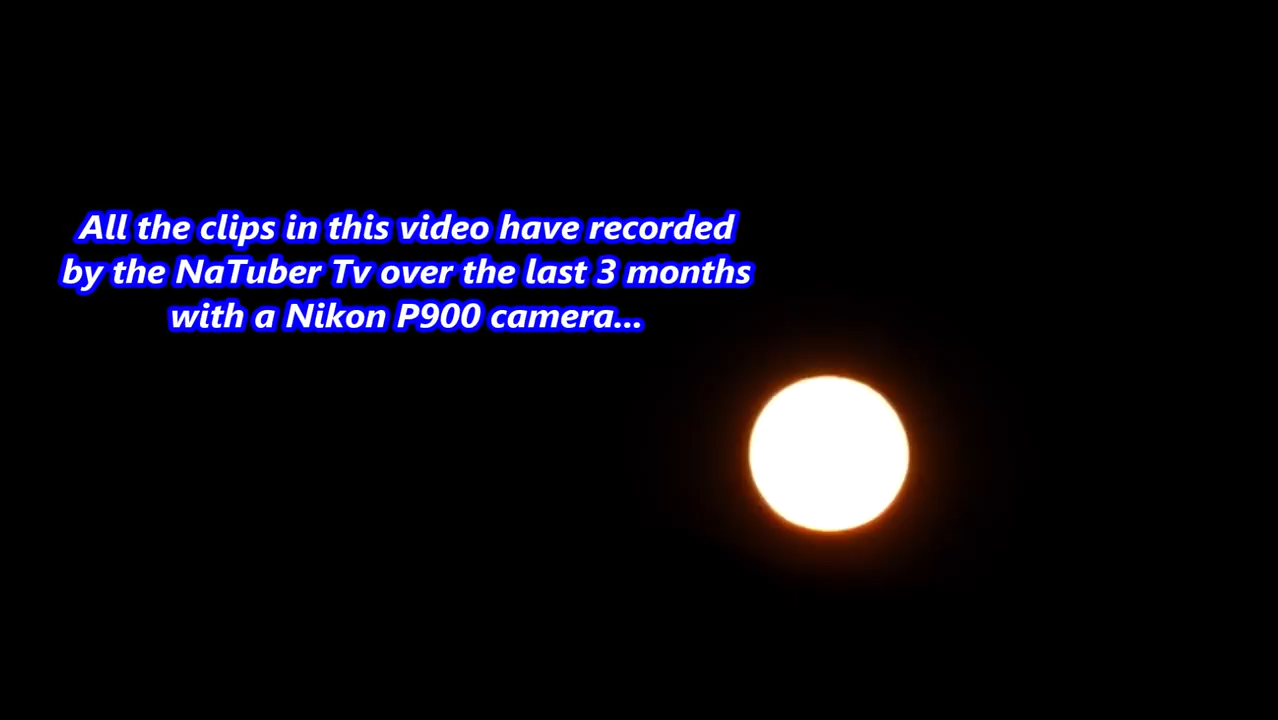 All the clips in this video have recorded
by the NaTuber Tv over the last 3 months
with a Nikon P900 camera...